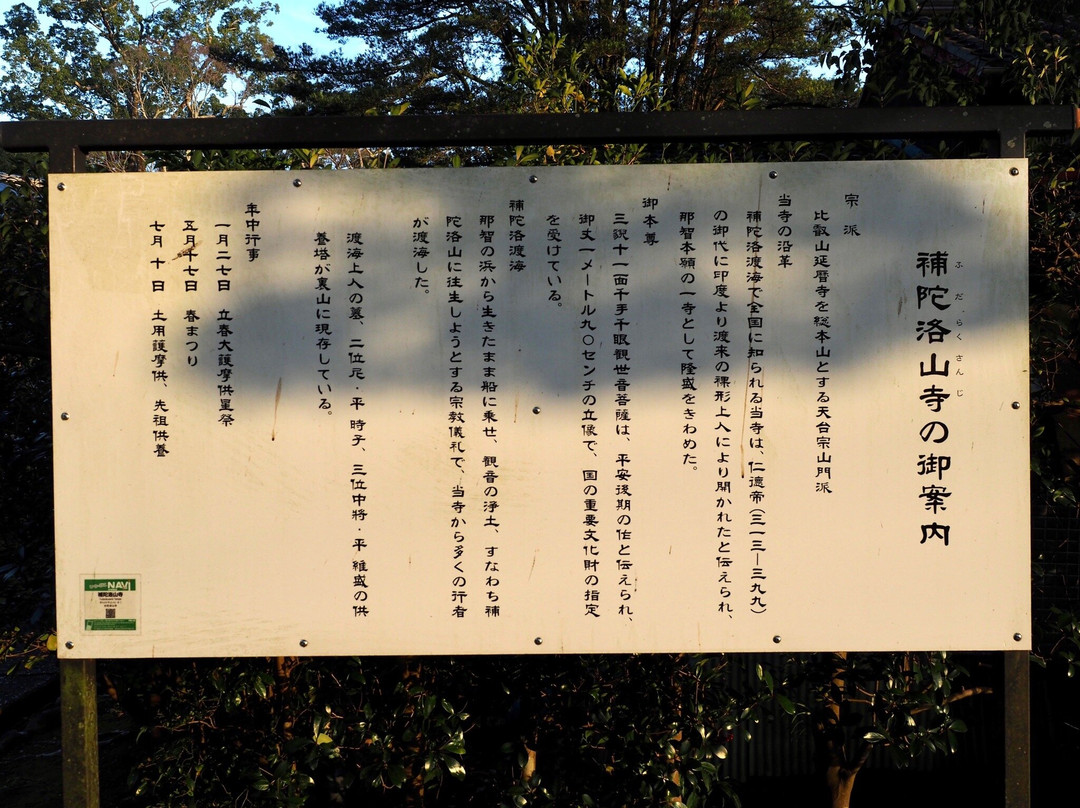 補陀洛山寺の御案内
ふだらくさんじ
宗派
比叡山延暦寺を総本山とする天台宗山門派
当寺の沿革
補陀洛渡海で全国に知られる当寺は、仁徳帝(三一三―三九九)
の御代に印度より渡来の裸形上人により開かれたと伝えられ、
那智本願の一寺として隆盛をきわめた。
御本尊
三貌十一面千手千眼観世音菩薩は、平安後期の作と伝えられ、
御丈一メートル九〇センチの立像で、国の重要文化財の指定
を受けている。
補陀洛渡海
那智の浜から生きたまま船に乗せ、観音の浄土、すなわち補
陀洛山に往生しようとする宗教儀礼で、当寺から多くの行者
が渡海した。
渡海上人の墓、二位尼・平 時子、三位中将・平 維盛の供
養塔が裏山に現存している。
年中行事
一月二七日 立春大護摩供星祭
五月十七日 春まつり
七月十日 土用護摩供、先祖供養
NAVI
補陀洛山寺